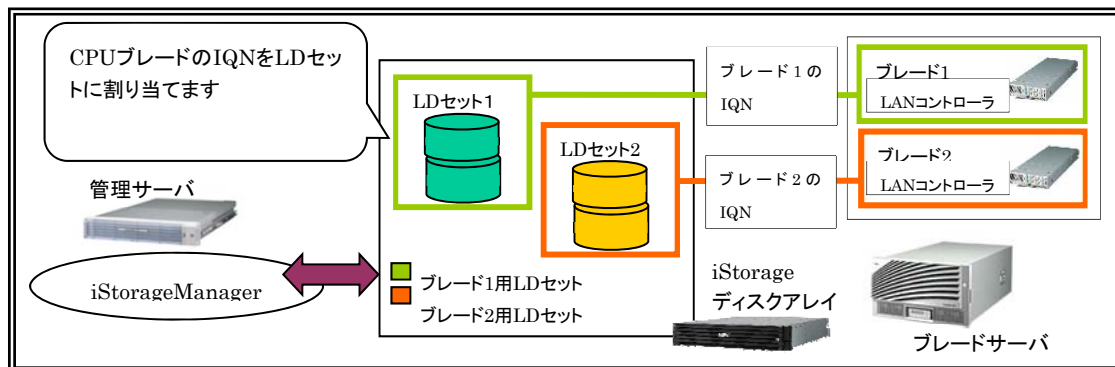 CPUブレードのIQNをLDセッ
トに割り当てます
管理サーバ
iStorageManager
LDセット1
LDセット2
ブレード1用LDセット
ブレード2用LDセット
ブレード1の
IQN
ブレード2の
IQN
ブレード1
LANコントローラ
ブレード2
LANコントローラ
iStorage
ディスクアレイ
ブレードサーバ